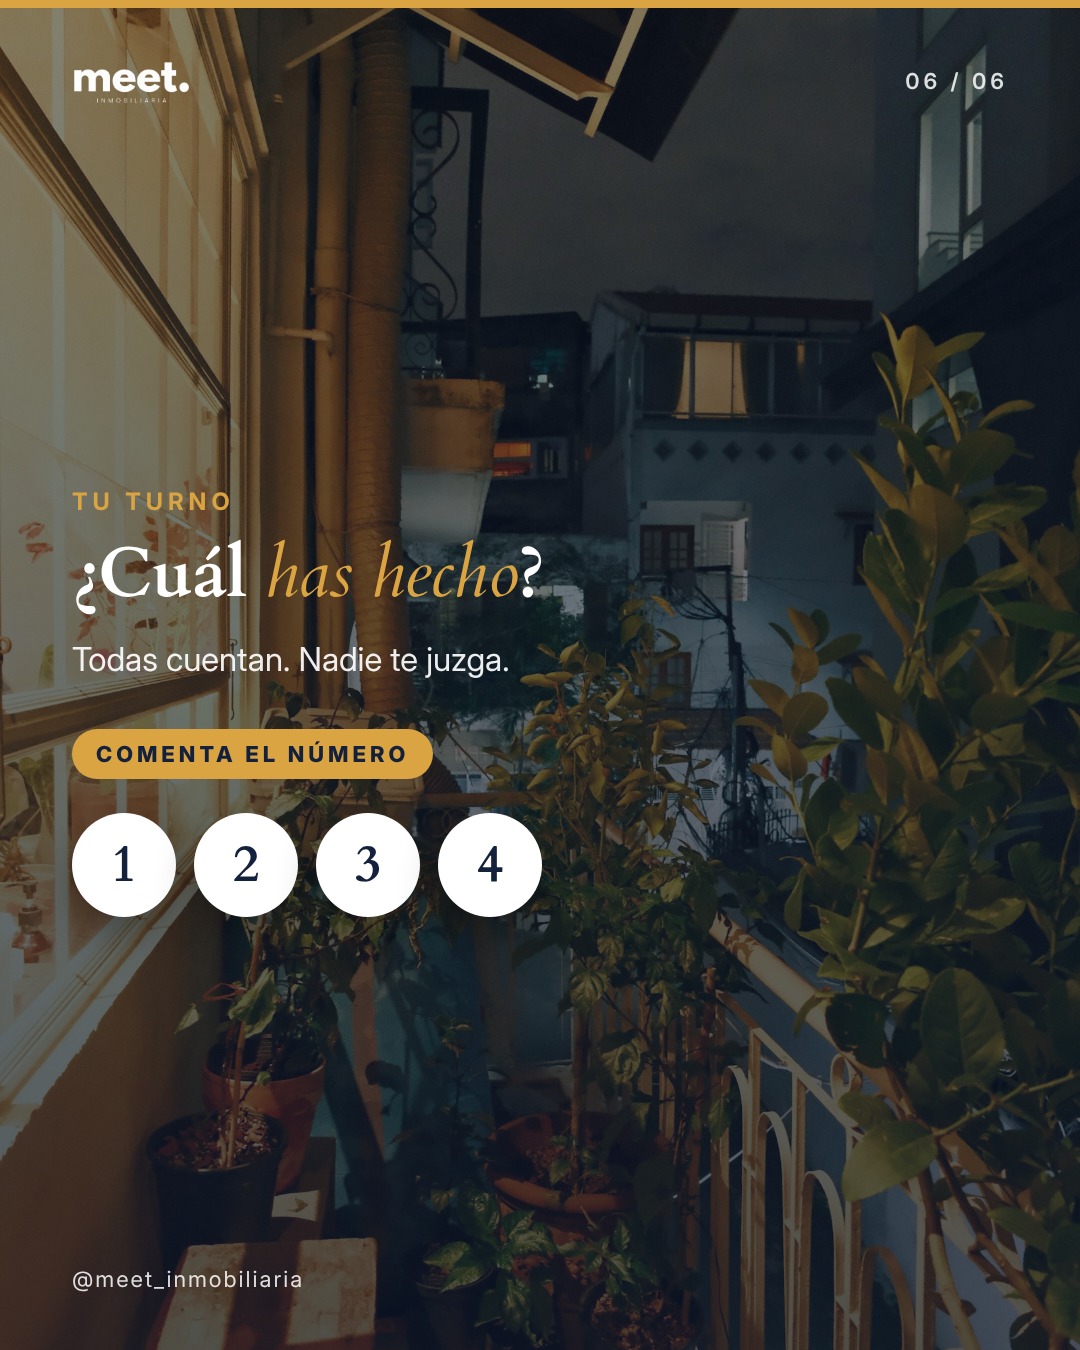 meet.
INMOBILIARIA
06 / 06
TU TURNO
¿Cuál has hecho?
Todas cuentan. Nadie te juzga.
COMENTA EL NÚMERO
1 2 3 4
@meet_inmobiliaria